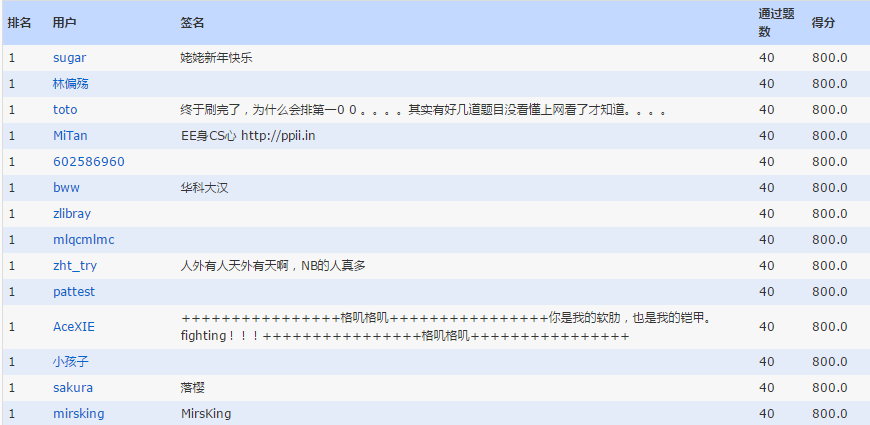 排名 用户 签名 通过题数 得分
1 sugar 姥姥新年快乐 40 800.0
1 林偏殇 40 800.0
1 toto 终于刷完了，为什么会排第一0 0 。。。。其实有好几道题目没看懂上网看了才知道。。。。 40 800.0
1 MiTan EE身CS心 http://ppii.in 40 800.0
1 602586960 40 800.0
1 bww 华科大汉 40 800.0
1 zlibray 40 800.0
1 mlqcmlmc 40 800.0
1 zht_try 人外有人天外有天啊，NB的人真多 40 800.0
1 pattest 40 800.0
1 AceXIE ++++++++++++++++格叽格叽++++++++++++++++你是我的软肋，也是我的铠甲。
fighting！！！++++++++++++++++格叽格叽++++++++++++++++ 40 800.0
1 小孩子 40 800.0
1 sakura 落樱 40 800.0
1 mirsking MirsKing 40 800.0